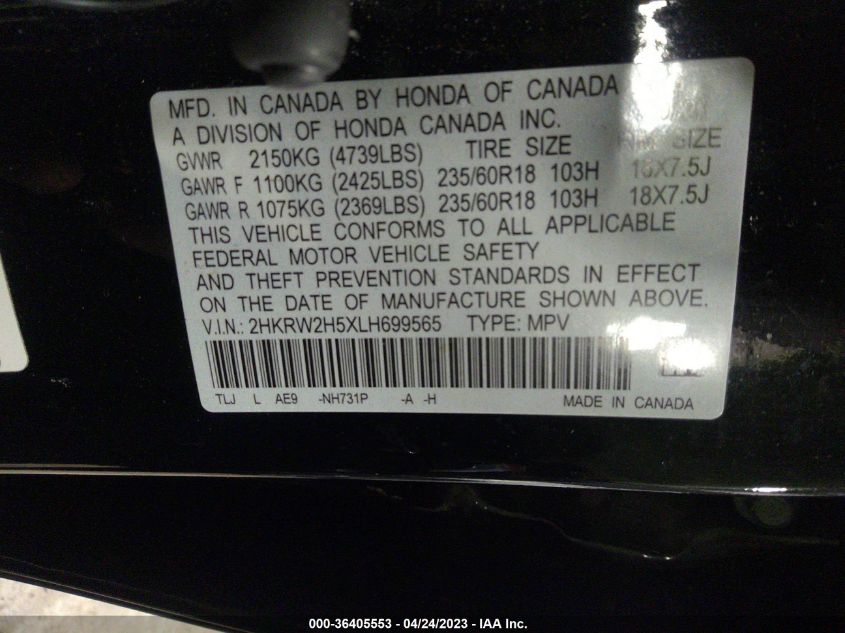 MFD. IN CANADA BY HONDA OF CANADA
A DIVISION OF HONDA CANADA INC.
GVWR 2150KG (4739LBS) TIRE SIZE RIM SIZE
GAWR F 1100KG (2425LBS) 235/60R18 103H 18X7.5J
GAWR R 1075KG (2369LBS) 235/60R18 103H 18X7.5J
THIS VEHICLE CONFORMS TO ALL APPLICABLE
FEDERAL MOTOR VEHICLE SAFETY
AND THEFT PREVENTION STANDARDS IN EFFECT
ON THE DATE OF MANUFACTURE SHOWN ABOVE.
V.I.N.: 2HKRW2H5XLH699565 TYPE: MPV
TLJ L AE9 -NH731P -A -H MADE IN CANADA
000-36405553 - 04/24/2023 - IAA Inc.